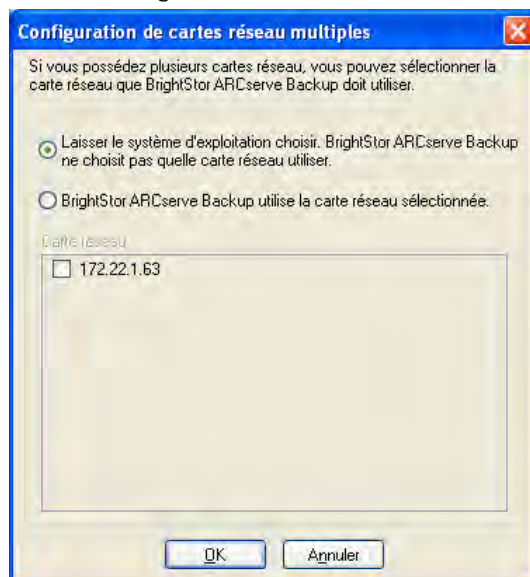 Configuration de cartes réseau multiples
Si vous possédez plusieurs cartes réseau, vous pouvez sélectionner la
carte réseau que BrightStor ARCserve Backup doit utiliser.
Laisser le système d'exploitation choisir. BrightStor ARCserve Backup
ne choisit pas quelle carte réseau utiliser.
BrightStor ARCserve Backup utilise la carte réseau sélectionnée.
Carte réseau
172.22.1.63
OK
Annuler